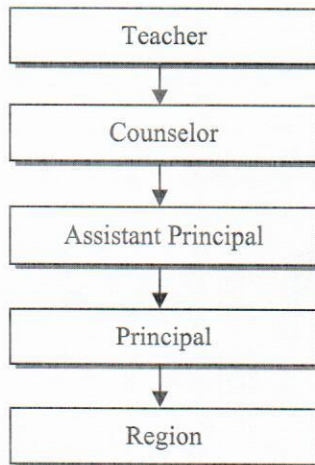 Teacher
Counselor
Assistant Principal
Principal
Region